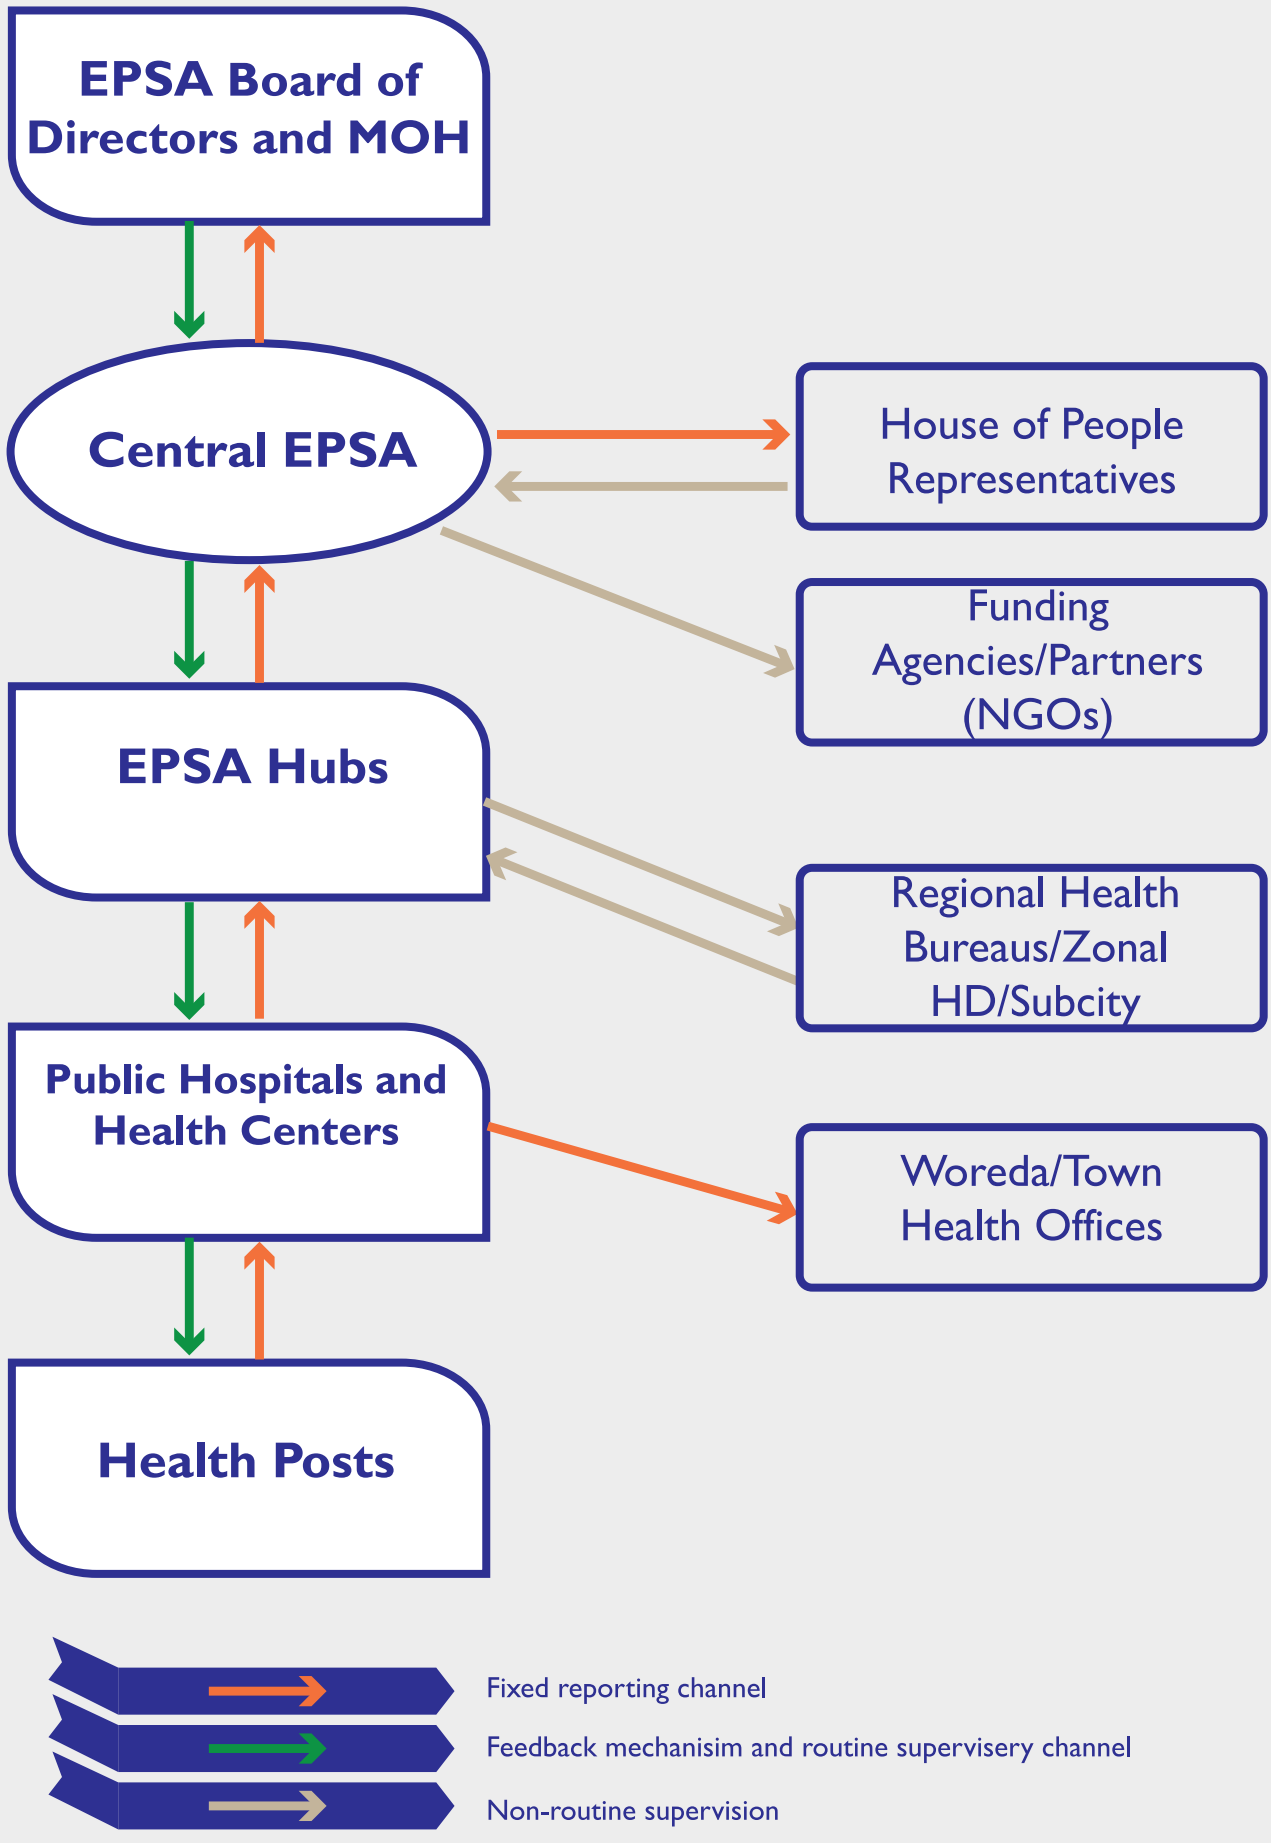 EPSA Board of
Directors and MOH
Central EPSA
House of People
Representatives
Funding
Agencies/Partners
(NGOs)
EPSA Hubs
Regional Health
Bureaus/Zonal
HD/Subcity
Public Hospitals and
Health Centers
Woreda/Town
Health Offices
Health Posts
Fixed reporting channel
Feedback mechanisim and routine supervisery channel
Non-routine supervision